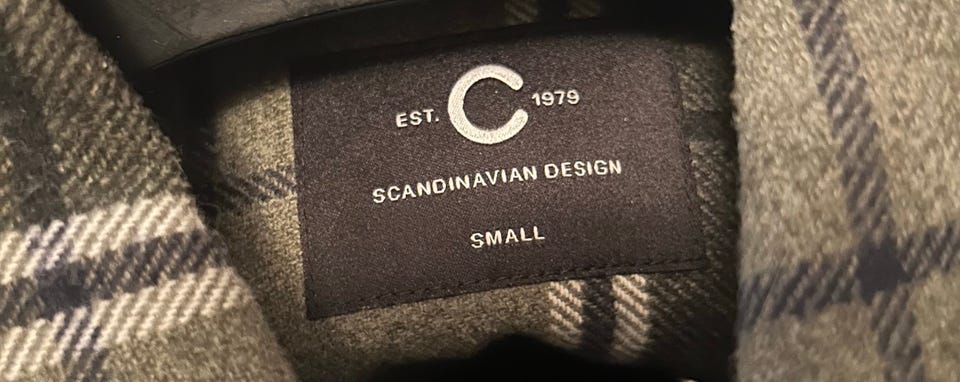 EST. C 1979
SCANDINAVIAN DESIGN
SMALL